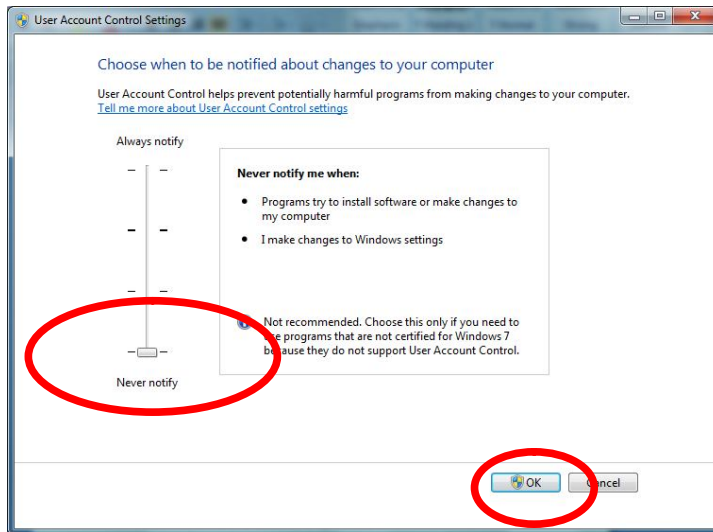 User Account Control Settings
Choose when to be notified about changes to your computer
User Account Control helps prevent potentially harmful programs from making changes to your computer.
Tell me more about User Account Control settings
Always notify
Never notify me when:
• Programs try to install software or make changes to
my computer
• I make changes to Windows settings
Not recommended. Choose this only if you need to
use programs that are not certified for Windows 7
because they do not support User Account Control.
Never notify
OK
Cancel